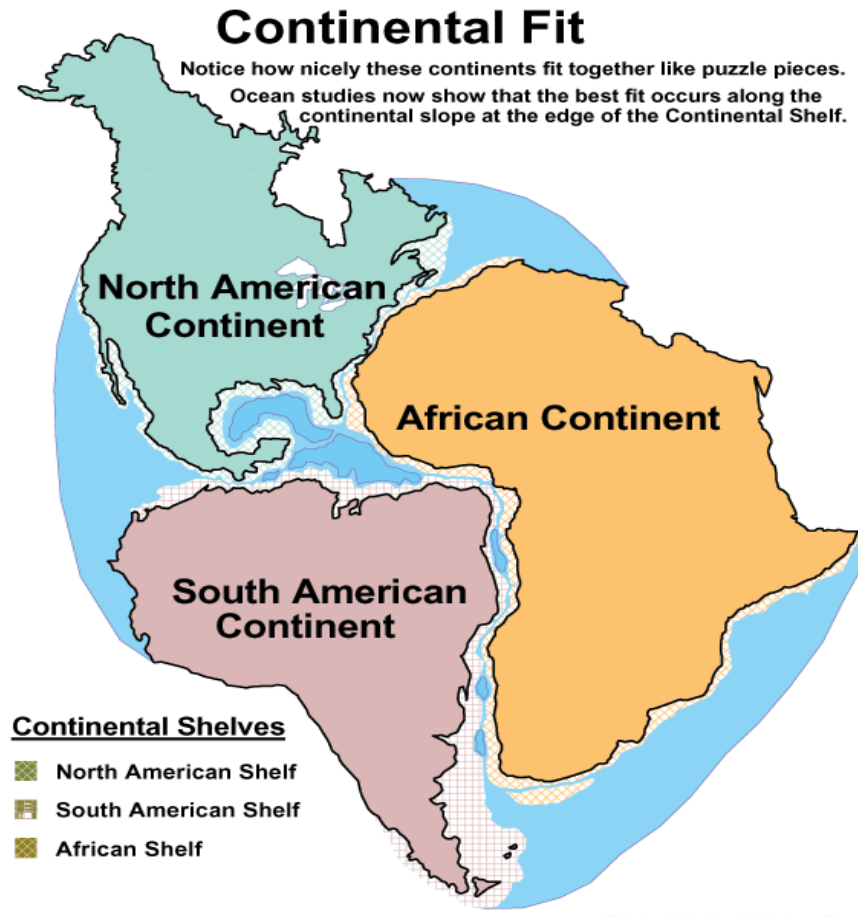 Continental Fit
Notice how nicely these continents fit together like puzzle pieces.
Ocean studies now show that the best fit occurs along the
continental slope at the edge of the Continental Shelf.
North American
Continent
African Continent
South American
Continent
Continental Shelves
North American Shelf
South American Shelf
African Shelf